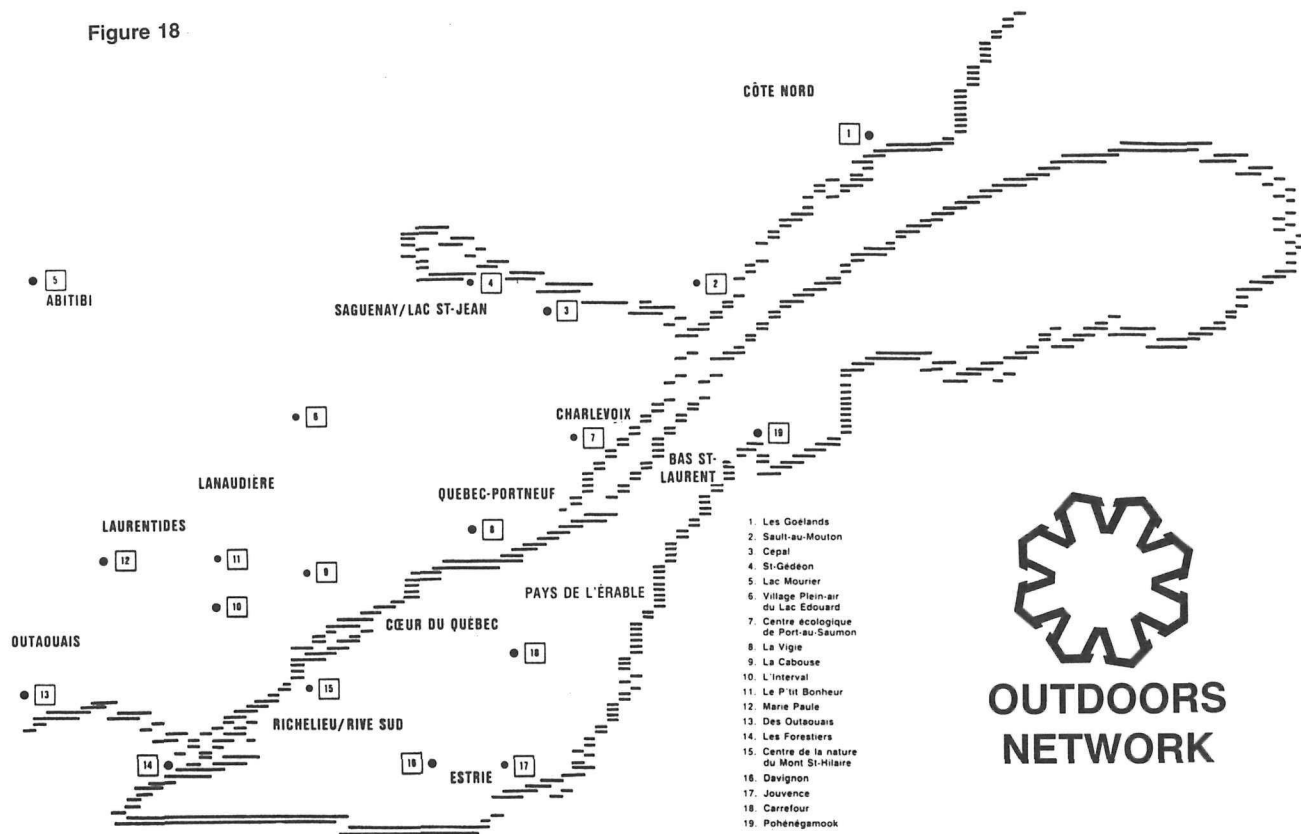 Figure 18
CÔTE NORD
1
5
ABITIBI
4
SAGUENAY/LAC ST-JEAN
3
2
6
CHARLEVOIX
7
19
BAS ST-
LAURENT
LANAUDIÈRE
QUEBEC-PORTNEUF
8
LAURENTIDES
12
11
9
10
PAYS DE L'ÉRABLE
CŒUR DU QUÉBEC
18
OUTAOUAIS
13
15
RICHELIEU/RIVE SUD
14
16
ESTRIE
17
1. Les Goélands
2. Sault-au-Mouton
3. Cépal
4. St-Gédéon
5. Lac Mourier
6. Village Plein-air
du Lac Édouard
7. Centre écologique
de Port-au-Saumon
8. La Vigie
9. La Cabouse
10. L'Interval
11. Le P'tit Bonheur
12. Marie Paule
13. Des Outaouais
14. Les Forestiers
15. Centre de la nature
du Mont St-Hilaire
16. Davignon
17. Jouvence
18. Carrefour
19. Pohénégamook
OUTDOORS
NETWORK